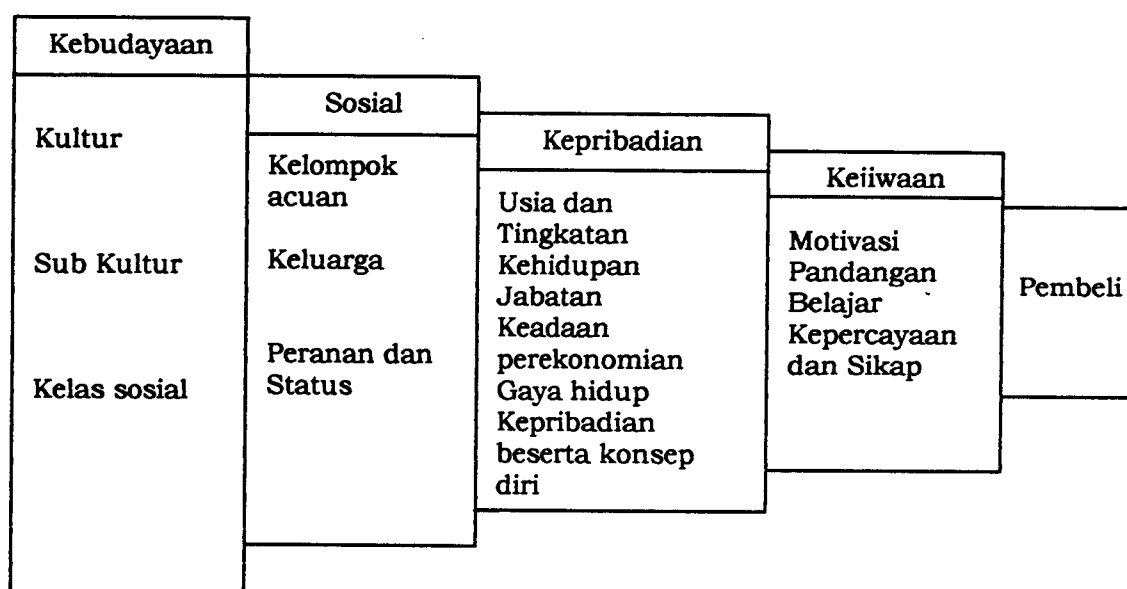 Kebudayaan
Kultur
Sub Kultur
Kelas sosial
Sosial
Kelompok
acuan
Keluarga
Peranan dan
Status
Kepribadian
Usia dan
Tingkatan
Kehidupan
Jabatan
Keadaan
perekonomian
Gaya hidup
Kepribadian
beserta konsep
diri
Kejiwaan
Motivasi
Pandangan
Belajar
Kepercayaan
dan Sikap
Pembeli